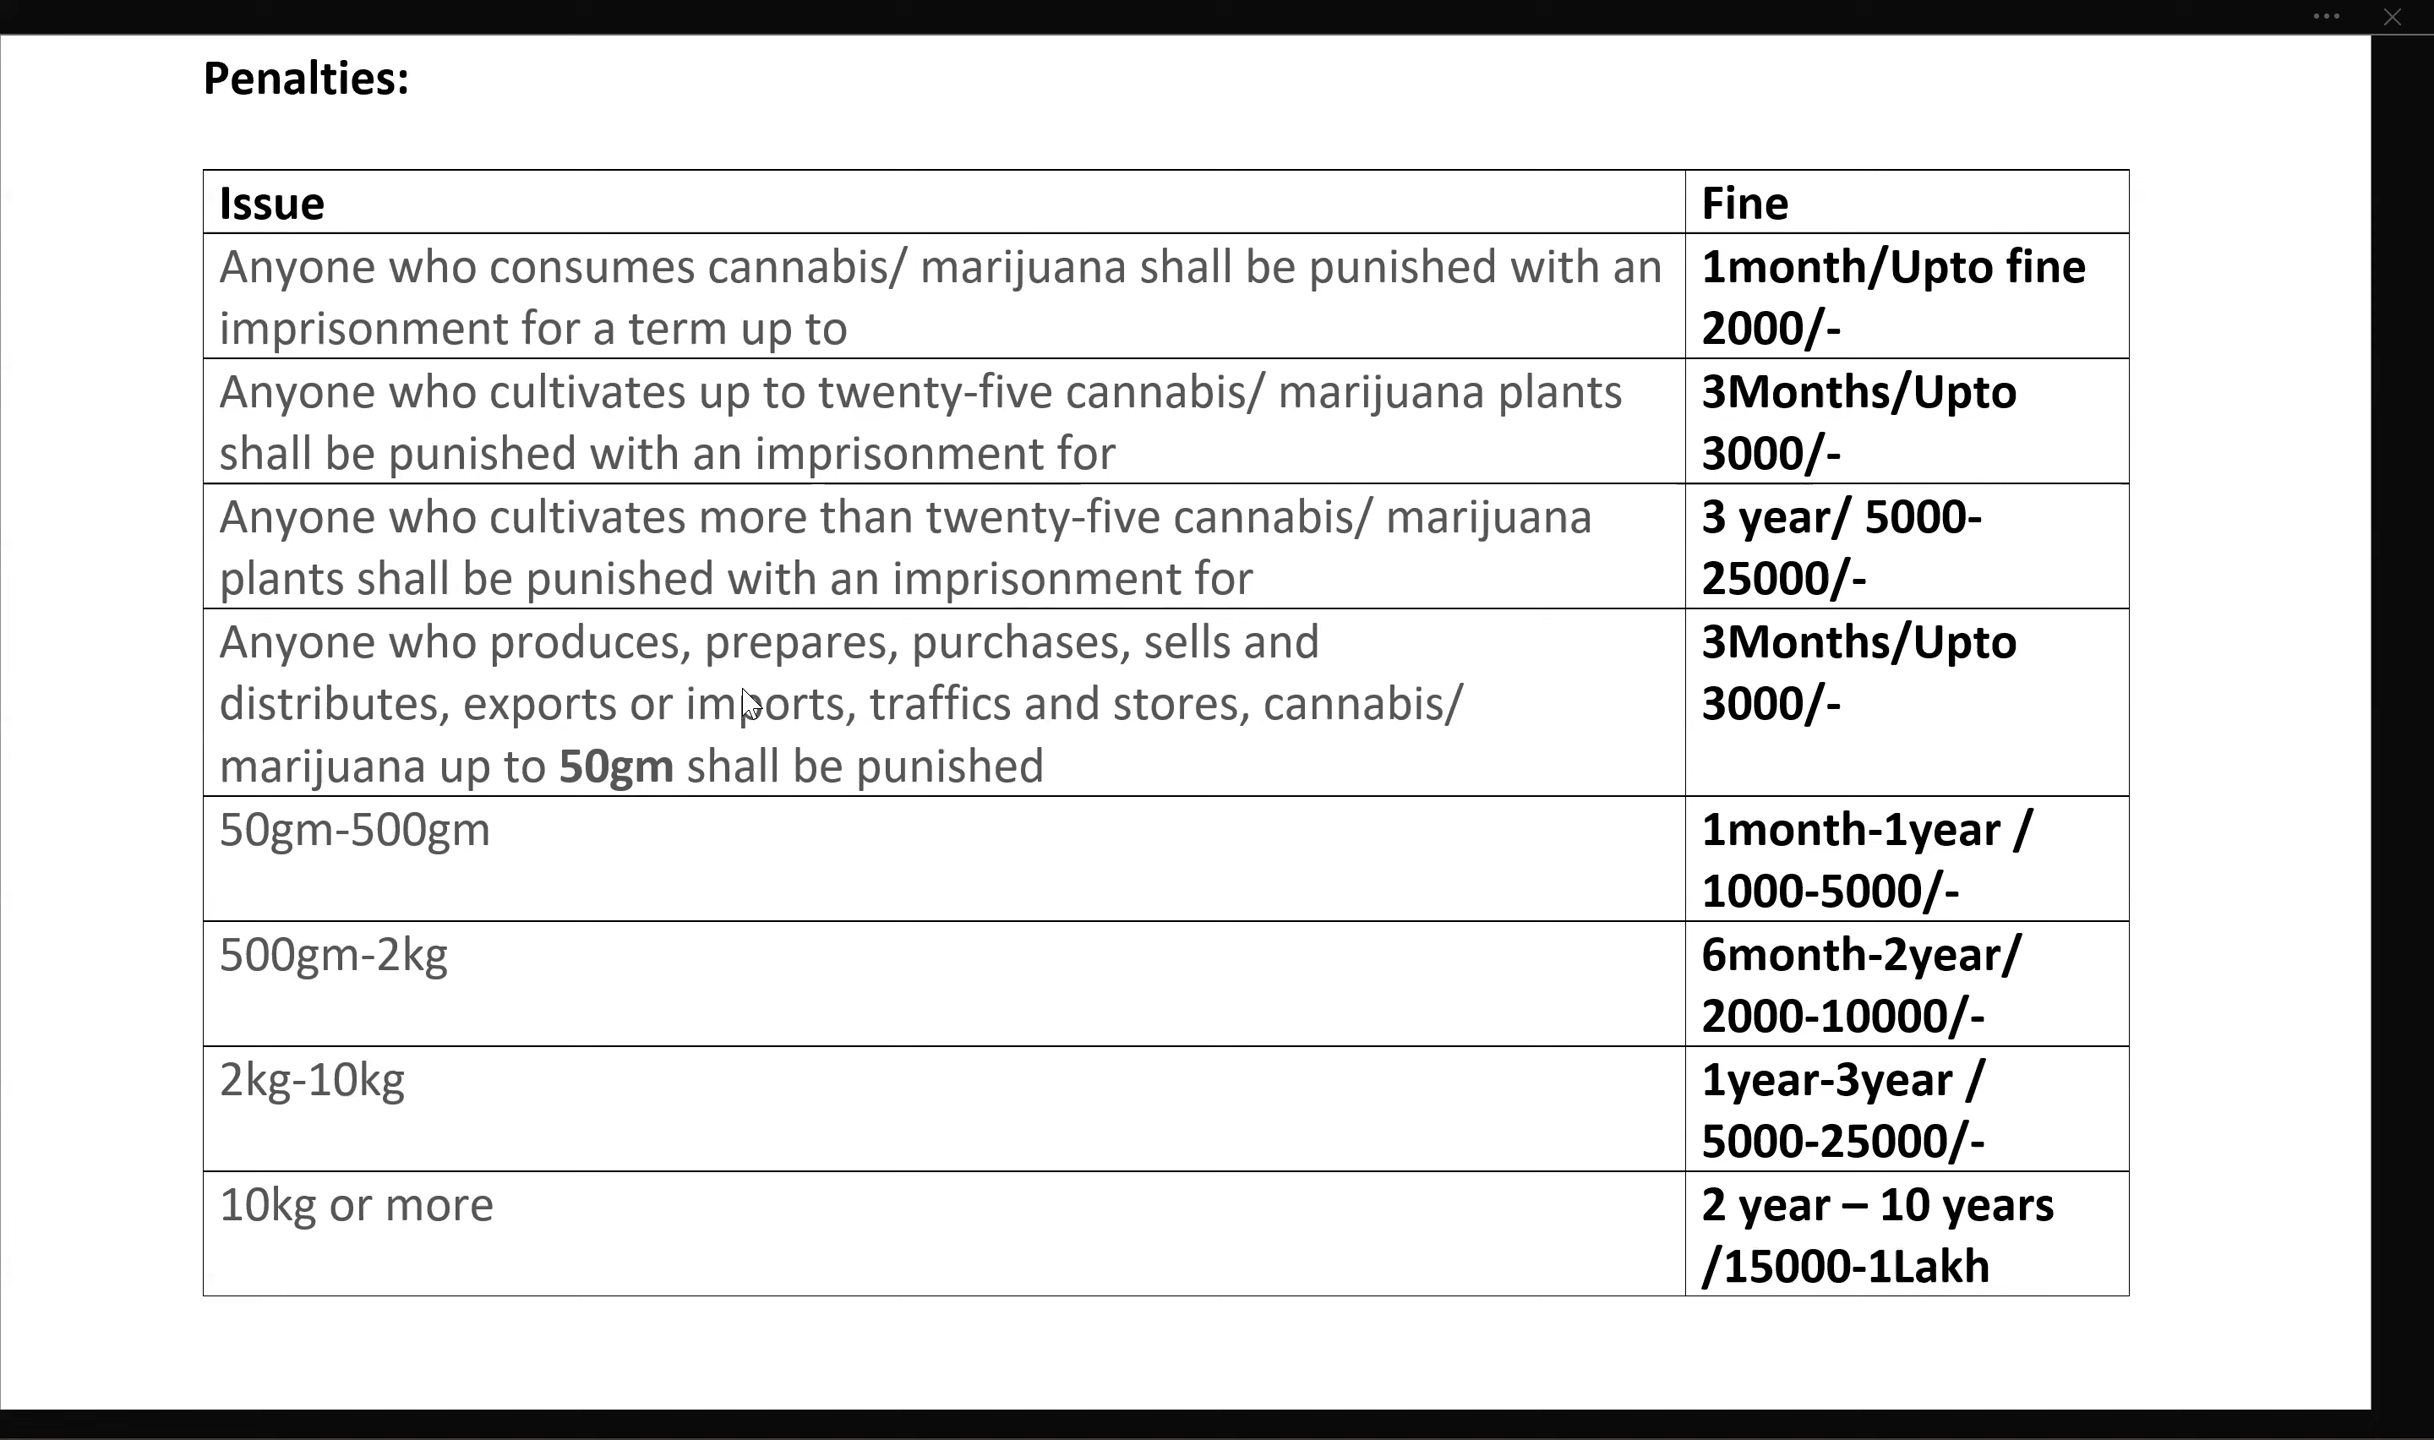 Penalties:
Issue
Fine
Anyone who consumes cannabis/ marijuana shall be punished with an
imprisonment for a term up to
1month/Upto fine
2000/-
Anyone who cultivates up to twenty-five cannabis/ marijuana plants
shall be punished with an imprisonment for
3Months/Upto
3000/-
Anyone who cultivates more than twenty-five cannabis/ marijuana
plants shall be punished with an imprisonment for
3 year/ 5000-
25000/-
Anyone who produces, prepares, purchases, sells and
distributes, exports or imports, traffics and stores, cannabis/
marijuana up to 50gm shall be punished
3Months/Upto
3000/-
50gm-500gm
1month-1year /
1000-5000/-
500gm-2kg
6month-2year/
2000-10000/-
2kg-10kg
1year-3year /
5000-25000/-
10kg or more
2 year – 10 years
/15000-1Lakh